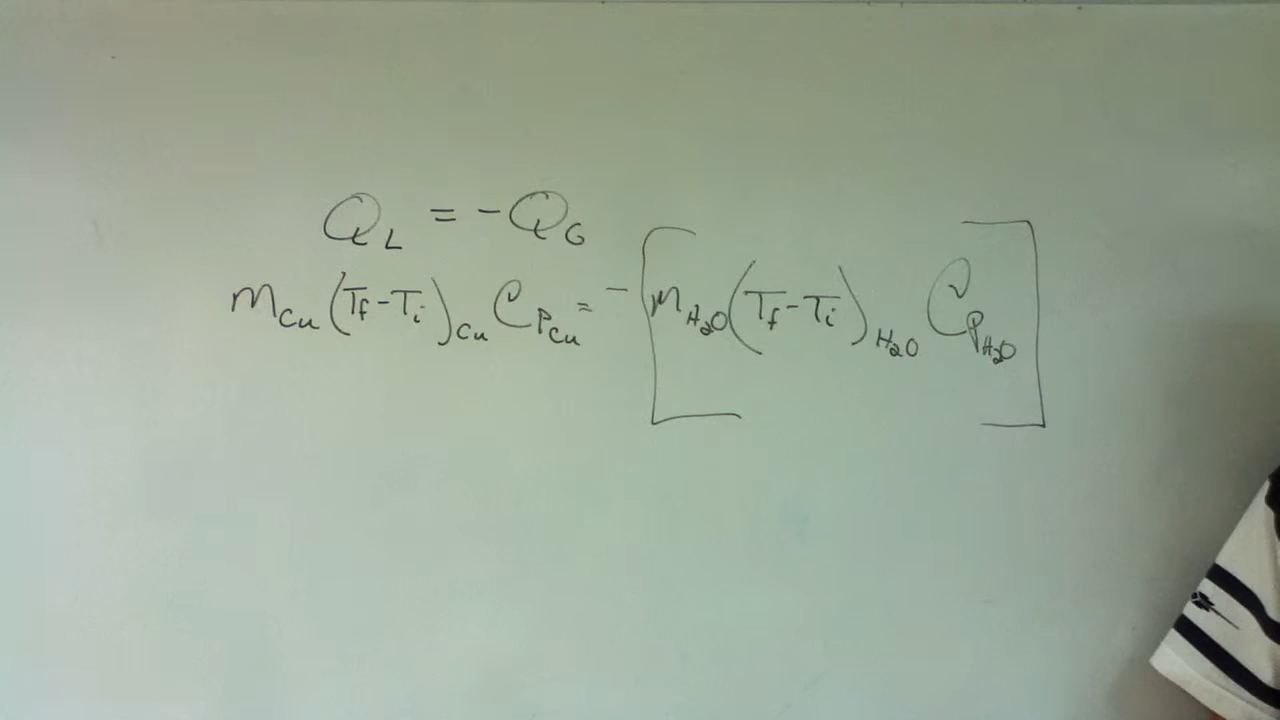 Q_L = -Q_G
m_Cu (T_f - T_i)_Cu C_P_Cu = -[m_H₂O (T_f - T_i)_H₂O C_P_H₂O]